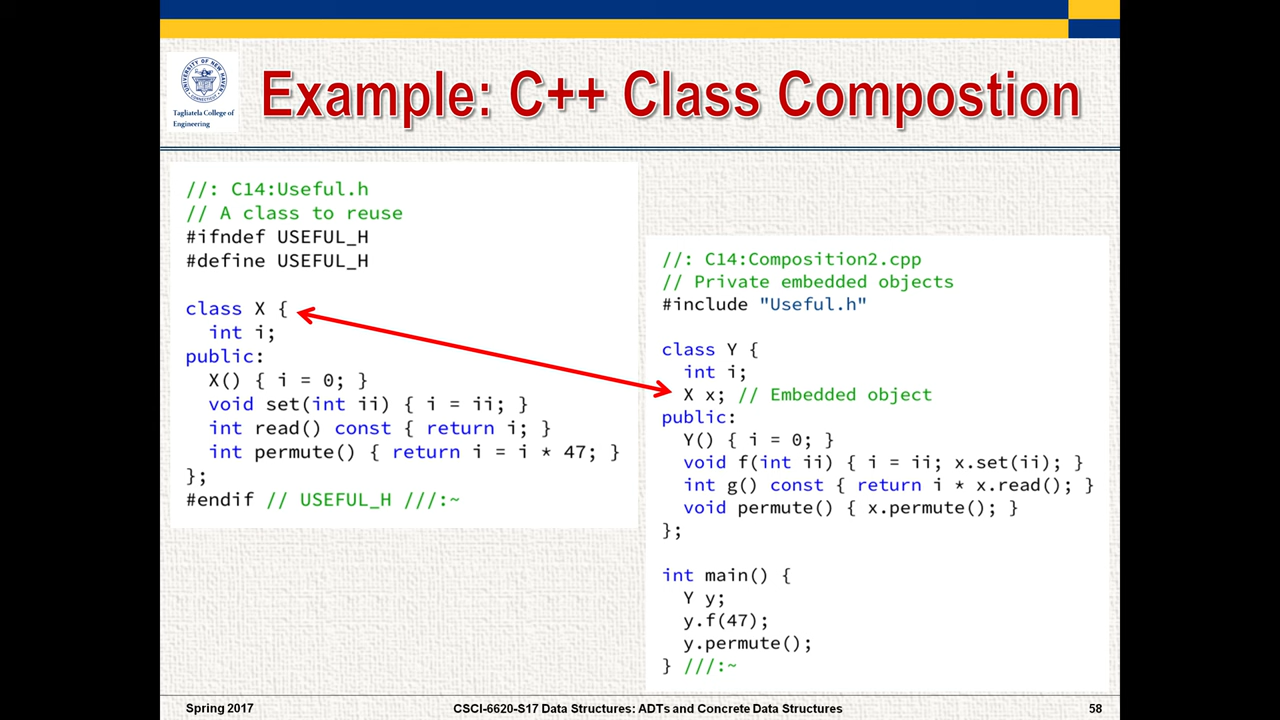 UNIVERSITY OF NEW HAVEN
Tagliatela College of
Engineering
Example: C++ Class Compostion
//: C14:Useful.h
// A class to reuse
#ifndef USEFUL_H
#define USEFUL_H
class X {
int i;
public:
X() { i = 0; }
void set(int ii) { i = ii; }
int read() const { return i; }
int permute() { return i = i * 47; }
};
#endif // USEFUL_H ///:~
//: C14:Composition2.cpp
// Private embedded objects
#include "Useful.h"
class Y {
int i;
X x; // Embedded object
public:
Y() { i = 0; }
void f(int ii) { i = ii; x.set(ii); }
int g() const { return i * x.read(); }
void permute() { x.permute(); }
};
int main() {
Y y;
y.f(47);
y.permute();
} ///:~
Spring 2017
CSCI-6620-S17 Data Structures: ADTs and Concrete Data Structures
58